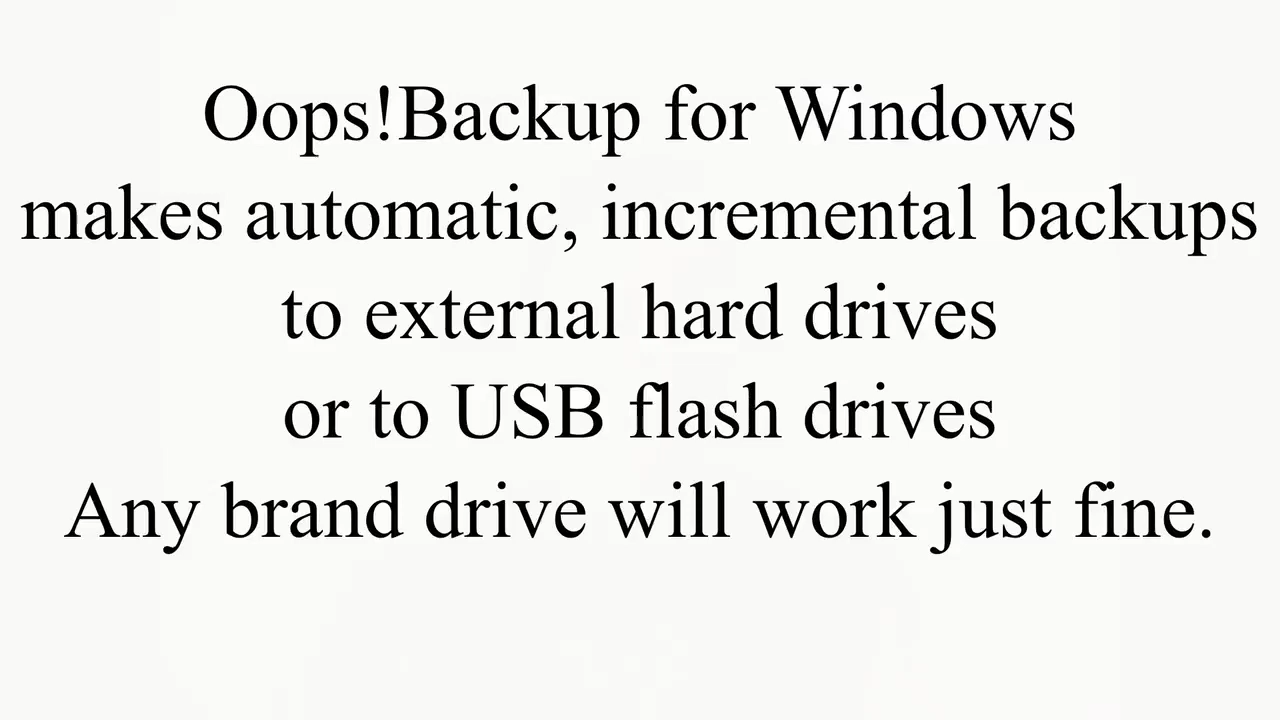 Oops!Backup for Windows
makes automatic, incremental backups
to external hard drives
or to USB flash drives
Any brand drive will work just fine.